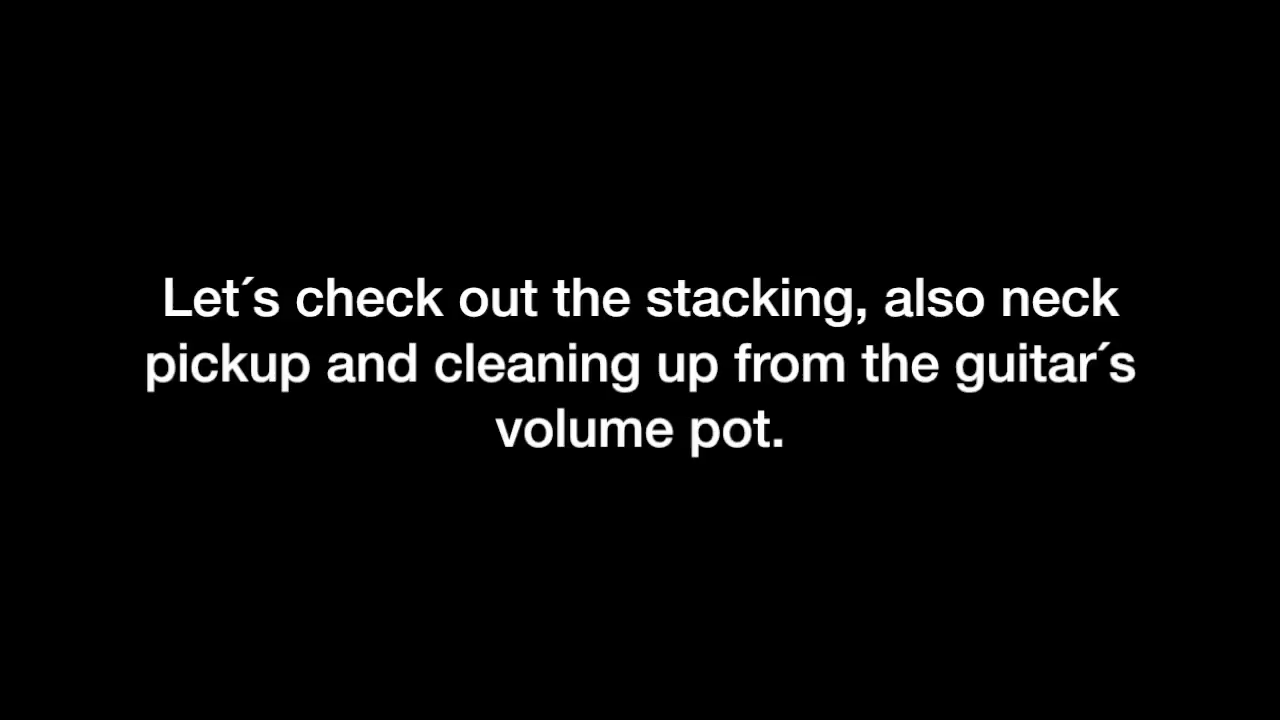 Let´s check out the stacking, also neck
pickup and cleaning up from the guitar´s
volume pot.